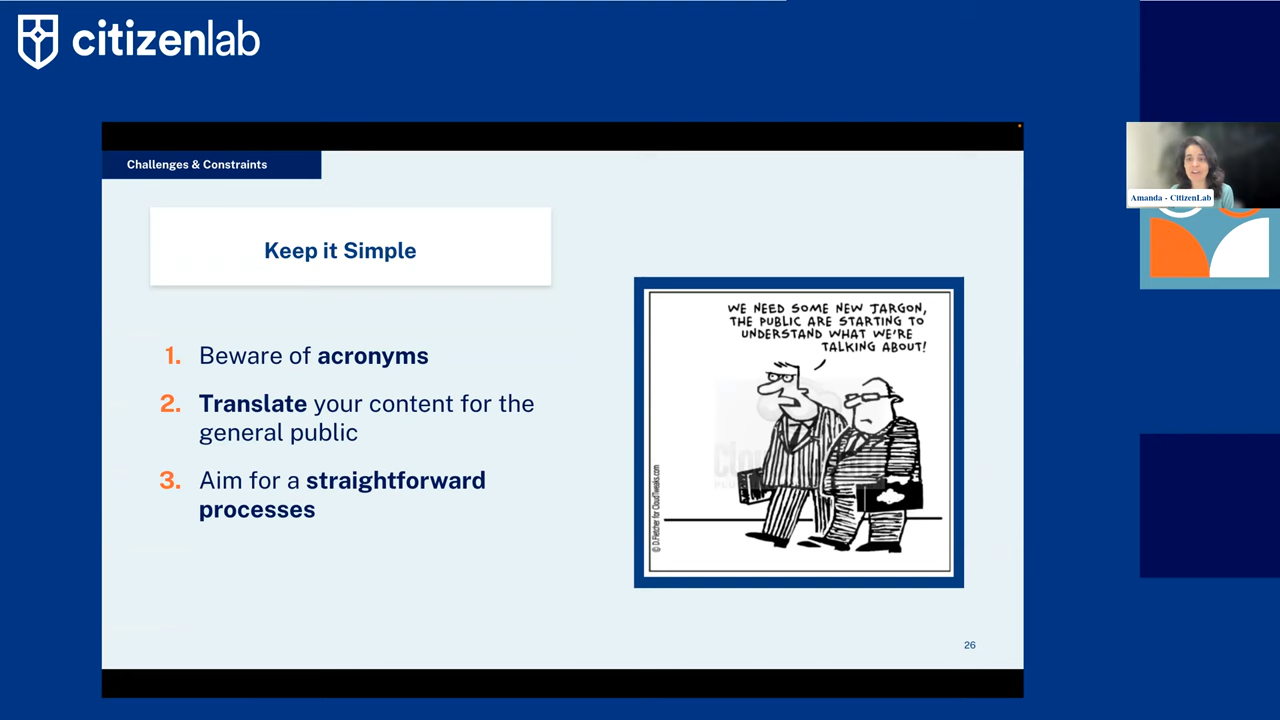 citizenlab
Challenges & Constraints
Keep it Simple
1. Beware of acronyms
2. Translate your content for the
general public
3. Aim for a straightforward
processes
WE NEED SOME NEW JARGON,
THE PUBLIC ARE STARTING TO
UNDERSTAND WHAT WE'RE
TALKING ABOUT!
© D.Fletcher for CloudTweaks.com
26
Amanda - CitizenLab